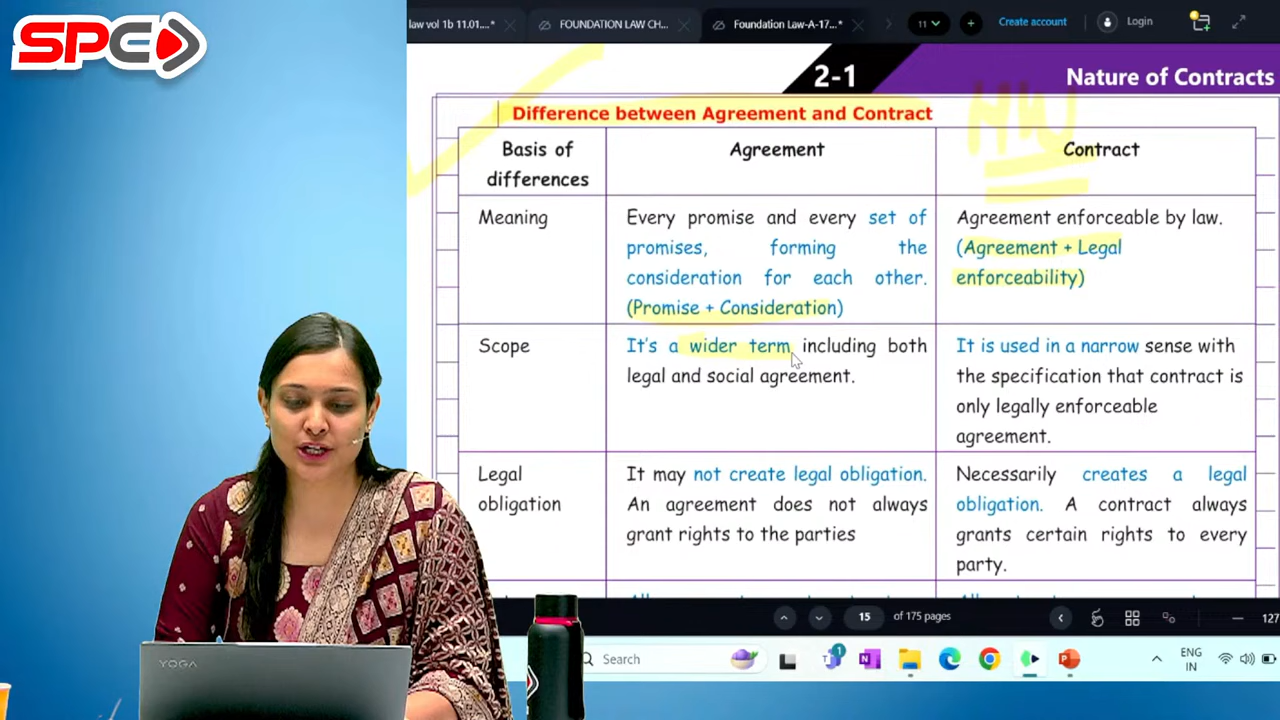 SPED
law vol 1b 11.01....*
FOUNDATION LAW CH...
Foundation Law-A-17...*
11
Create account
Login
2-1
Nature of Contracts
HW
Difference between Agreement and Contract
Basis of differences
Agreement
Contract
Meaning
Every promise and every set of
promises, forming the
consideration for each other.
(Promise + Consideration)
Agreement enforceable by law.
(Agreement + Legal
enforceability)
Scope
It's a wider term including both
legal and social agreement.
It is used in a narrow sense with
the specification that contract is
only legally enforceable
agreement.
Legal
obligation
It may not create legal obligation.
An agreement does not always
grant rights to the parties
Necessarily creates a legal
obligation. A contract always
grants certain rights to every
party.
15
of 175 pages
127
YOGA
Search
1
ENG
IN